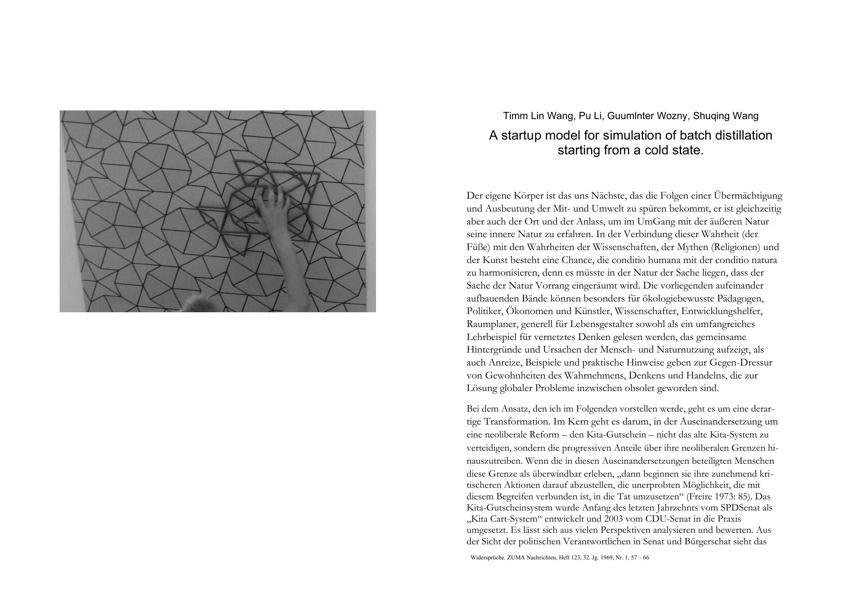 Timm Lin Wang, Pu Li, Guumlnter Wozny, Shuqing Wang
A startup model for simulation of batch distillation
starting from a cold state.
Der eigene Körper ist das uns Nächste, das die Folgen einer Übermächtigung
und Ausbeutung der Mit- und Umwelt zu spüren bekommt, er ist gleichzeitig
aber auch der Ort und der Anlass, um im UmGang mit der äußeren Natur
seine innere Natur zu erfahren. In der Verbindung dieser Wahrheit (der
Füße) mit den Wahrheiten der Wissenschaften, der Mythen (Religionen) und
der Kunst besteht eine Chance, die conditio humana mit der conditio natura
zu harmonisieren, denn es müsste in der Natur der Sache liegen, dass der
Sache der Natur Vorrang eingeräumt wird. Die vorliegenden aufeinander
aufbauenden Bände können besonders für ökologiebewusste Pädagogen,
Politiker, Ökonomen und Künstler, Wissenschafter, Entwicklungshelfer,
Raumplaner, generell für Lebensgestalter sowohl als ein umfangreiches
Lehrbeispiel für vernetztes Denken gelesen werden, das gemeinsame
Hintergründe und Ursachen der Mensch- und Naturnutzung aufzeigt, als
auch Anreize, Beispiele und praktische Hinweise geben zur Gegen-Dressur
von Gewohnheiten des Wahrnehmens, Denkens und Handelns, die zur
Lösung globaler Probleme inzwischen obsolet geworden sind.
Bei dem Ansatz, den ich im Folgenden vorstellen werde, geht es um eine derar-
tige Transformation. Im Kern geht es darum, in der Auseinandersetzung um
eine neoliberale Reform – den Kita-Gutschein – nicht das alte Kita-System zu
verteidigen, sondern die progressiven Anteile über ihre neoliberalen Grenzen hi-
nauszutreiben. Wenn die in diesen Auseinandersetzungen beteiligten Menschen
diese Grenze als überwindbar erleben, „dann beginnen sie ihre zunehmend kri-
tischeren Aktionen darauf abzustellen, die unerprobten Möglichkeit, die mit
diesem Begreifen verbunden ist, in die Tat umzusetzen“ (Freire 1973: 85). Das
Kita-Gutscheinsystem wurde Anfang des letzten Jahrzehnts vom SPDSenat als
„Kita Cart-System“ entwickelt und 2003 vom CDU-Senat in die Praxis
umgesetzt. Es lässt sich aus vielen Perspektiven analysieren und bewerten. Aus
der Sicht der politischen Verantwortlichen in Senat und Bürgerschat sieht das
Widersprüche. ZUMA Nachrichten, Heft 123, 32. Jg. 1969, Nr. 1, 57 – 66